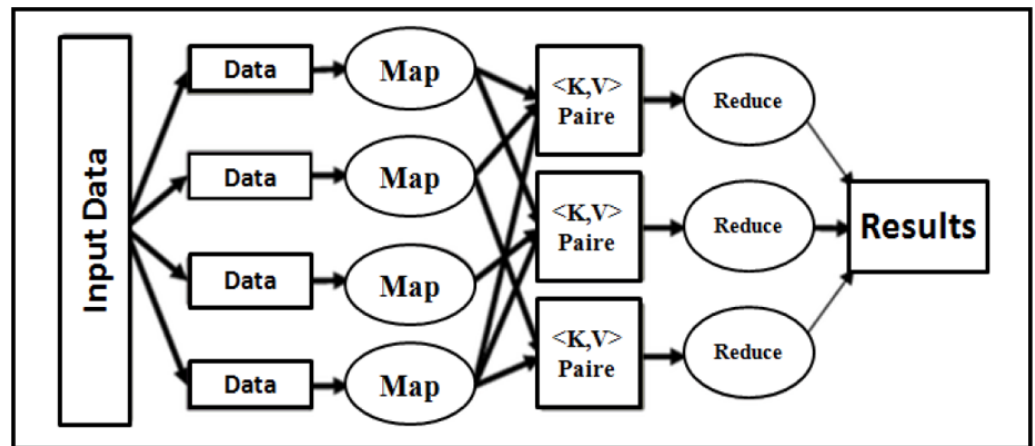 Input Data
Data
Map
Data
Map
Data
Map
Data
Map
<K,V>
Paire
<K,V>
Paire
<K,V>
Paire
Reduce
Reduce
Reduce
Results